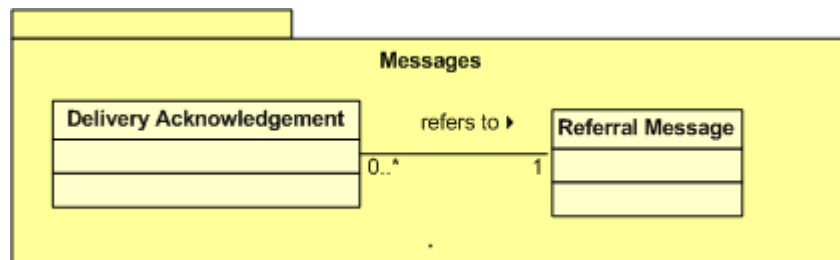 Messages
Delivery Acknowledgement
refers to
Referral Message
0..*
1